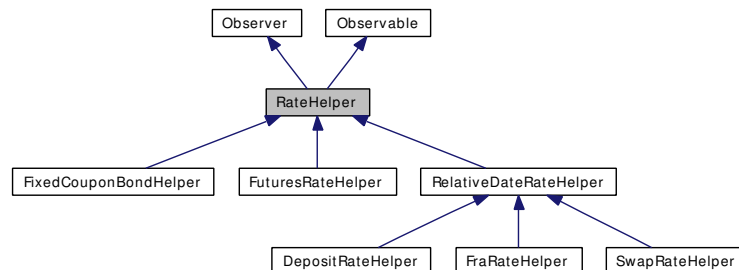 Observer
Observable
RateHelper
FixedCouponBondHelper
FuturesRateHelper
RelativeDateRateHelper
DepositRateHelper
FraRateHelper
SwapRateHelper